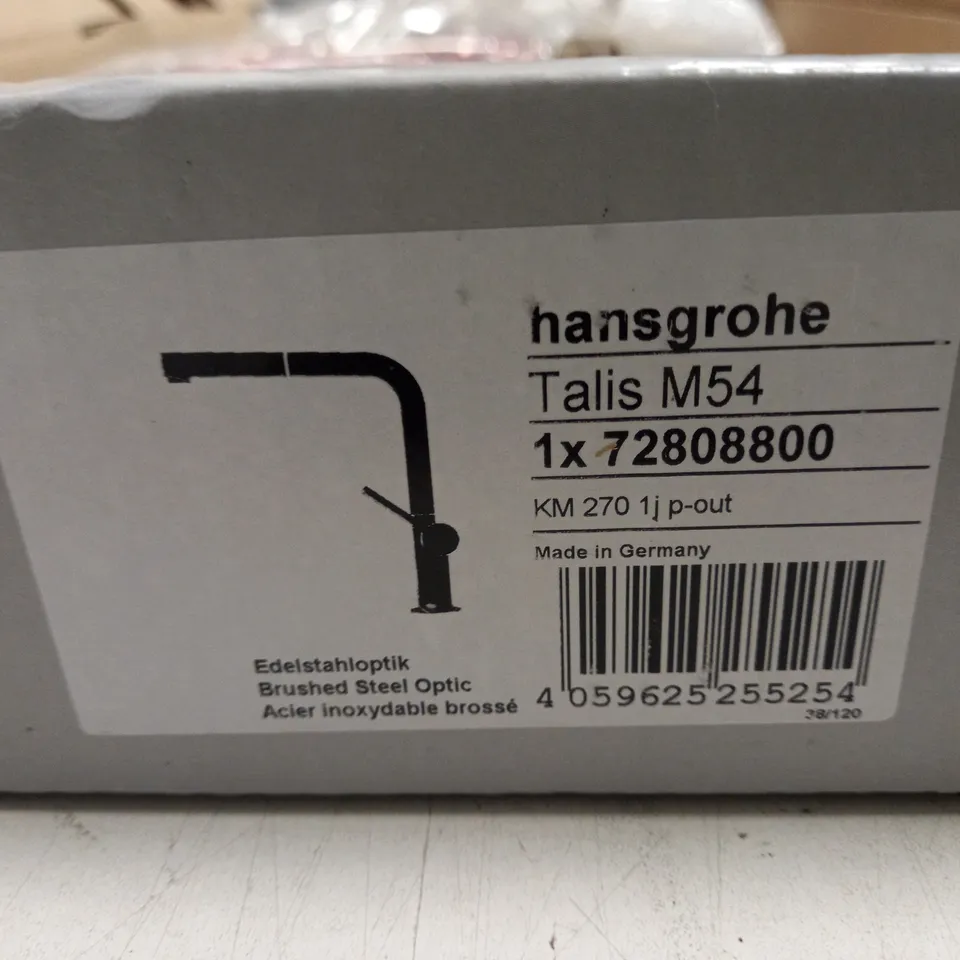 hansgrohe
Talis M54
1x 72808800
KM 270 1j p-out
Made in Germany
Edelstahloptik
Brushed Steel Optic
Acier inoxydable brossé
4 059625 255254
38/120